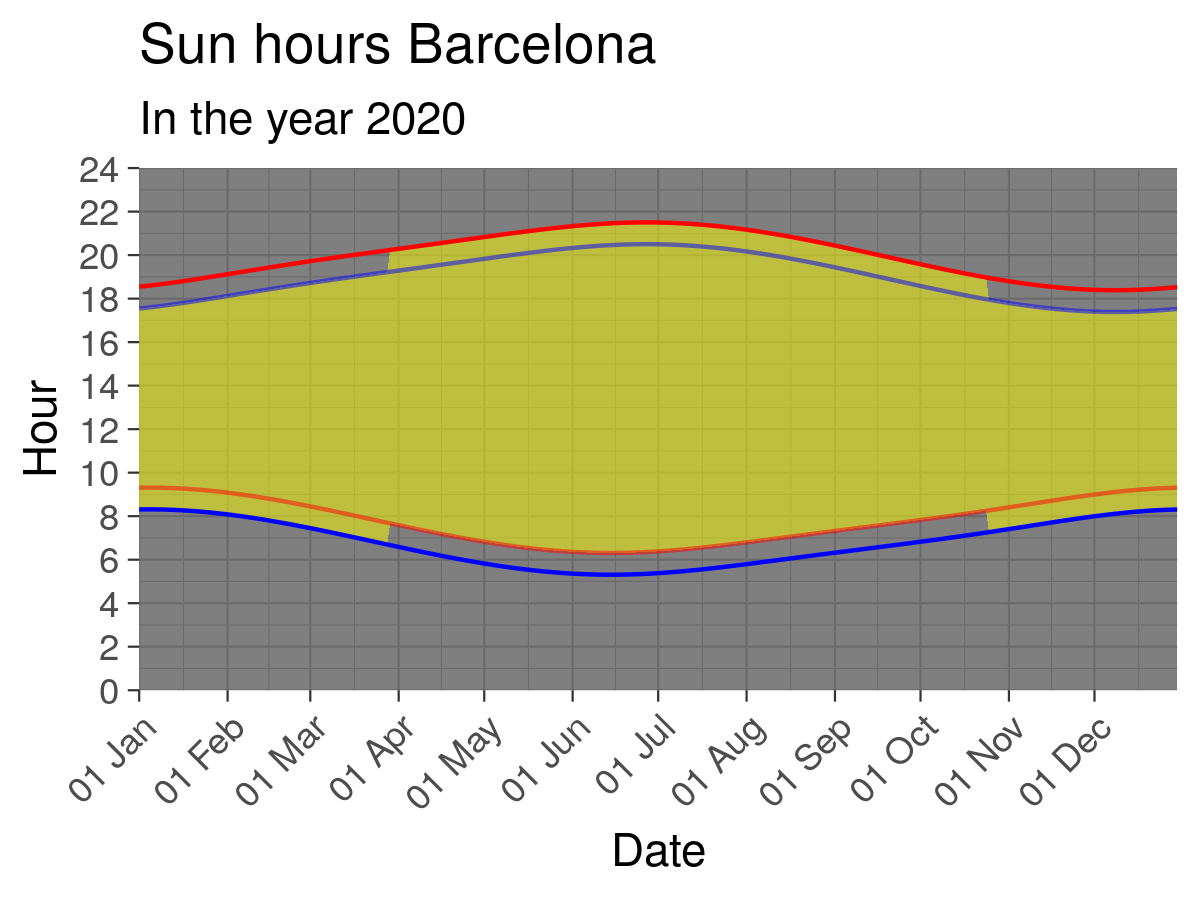 Sun hours Barcelona
In the year 2020
24
22
20
18
16
14
12
10
8
6
4
2
0
Hour
01 Jan
01 Feb
01 Mar
01 Apr
01 May
01 Jun
01 Jul
01 Aug
01 Sep
01 Oct
01 Nov
01 Dec
Date